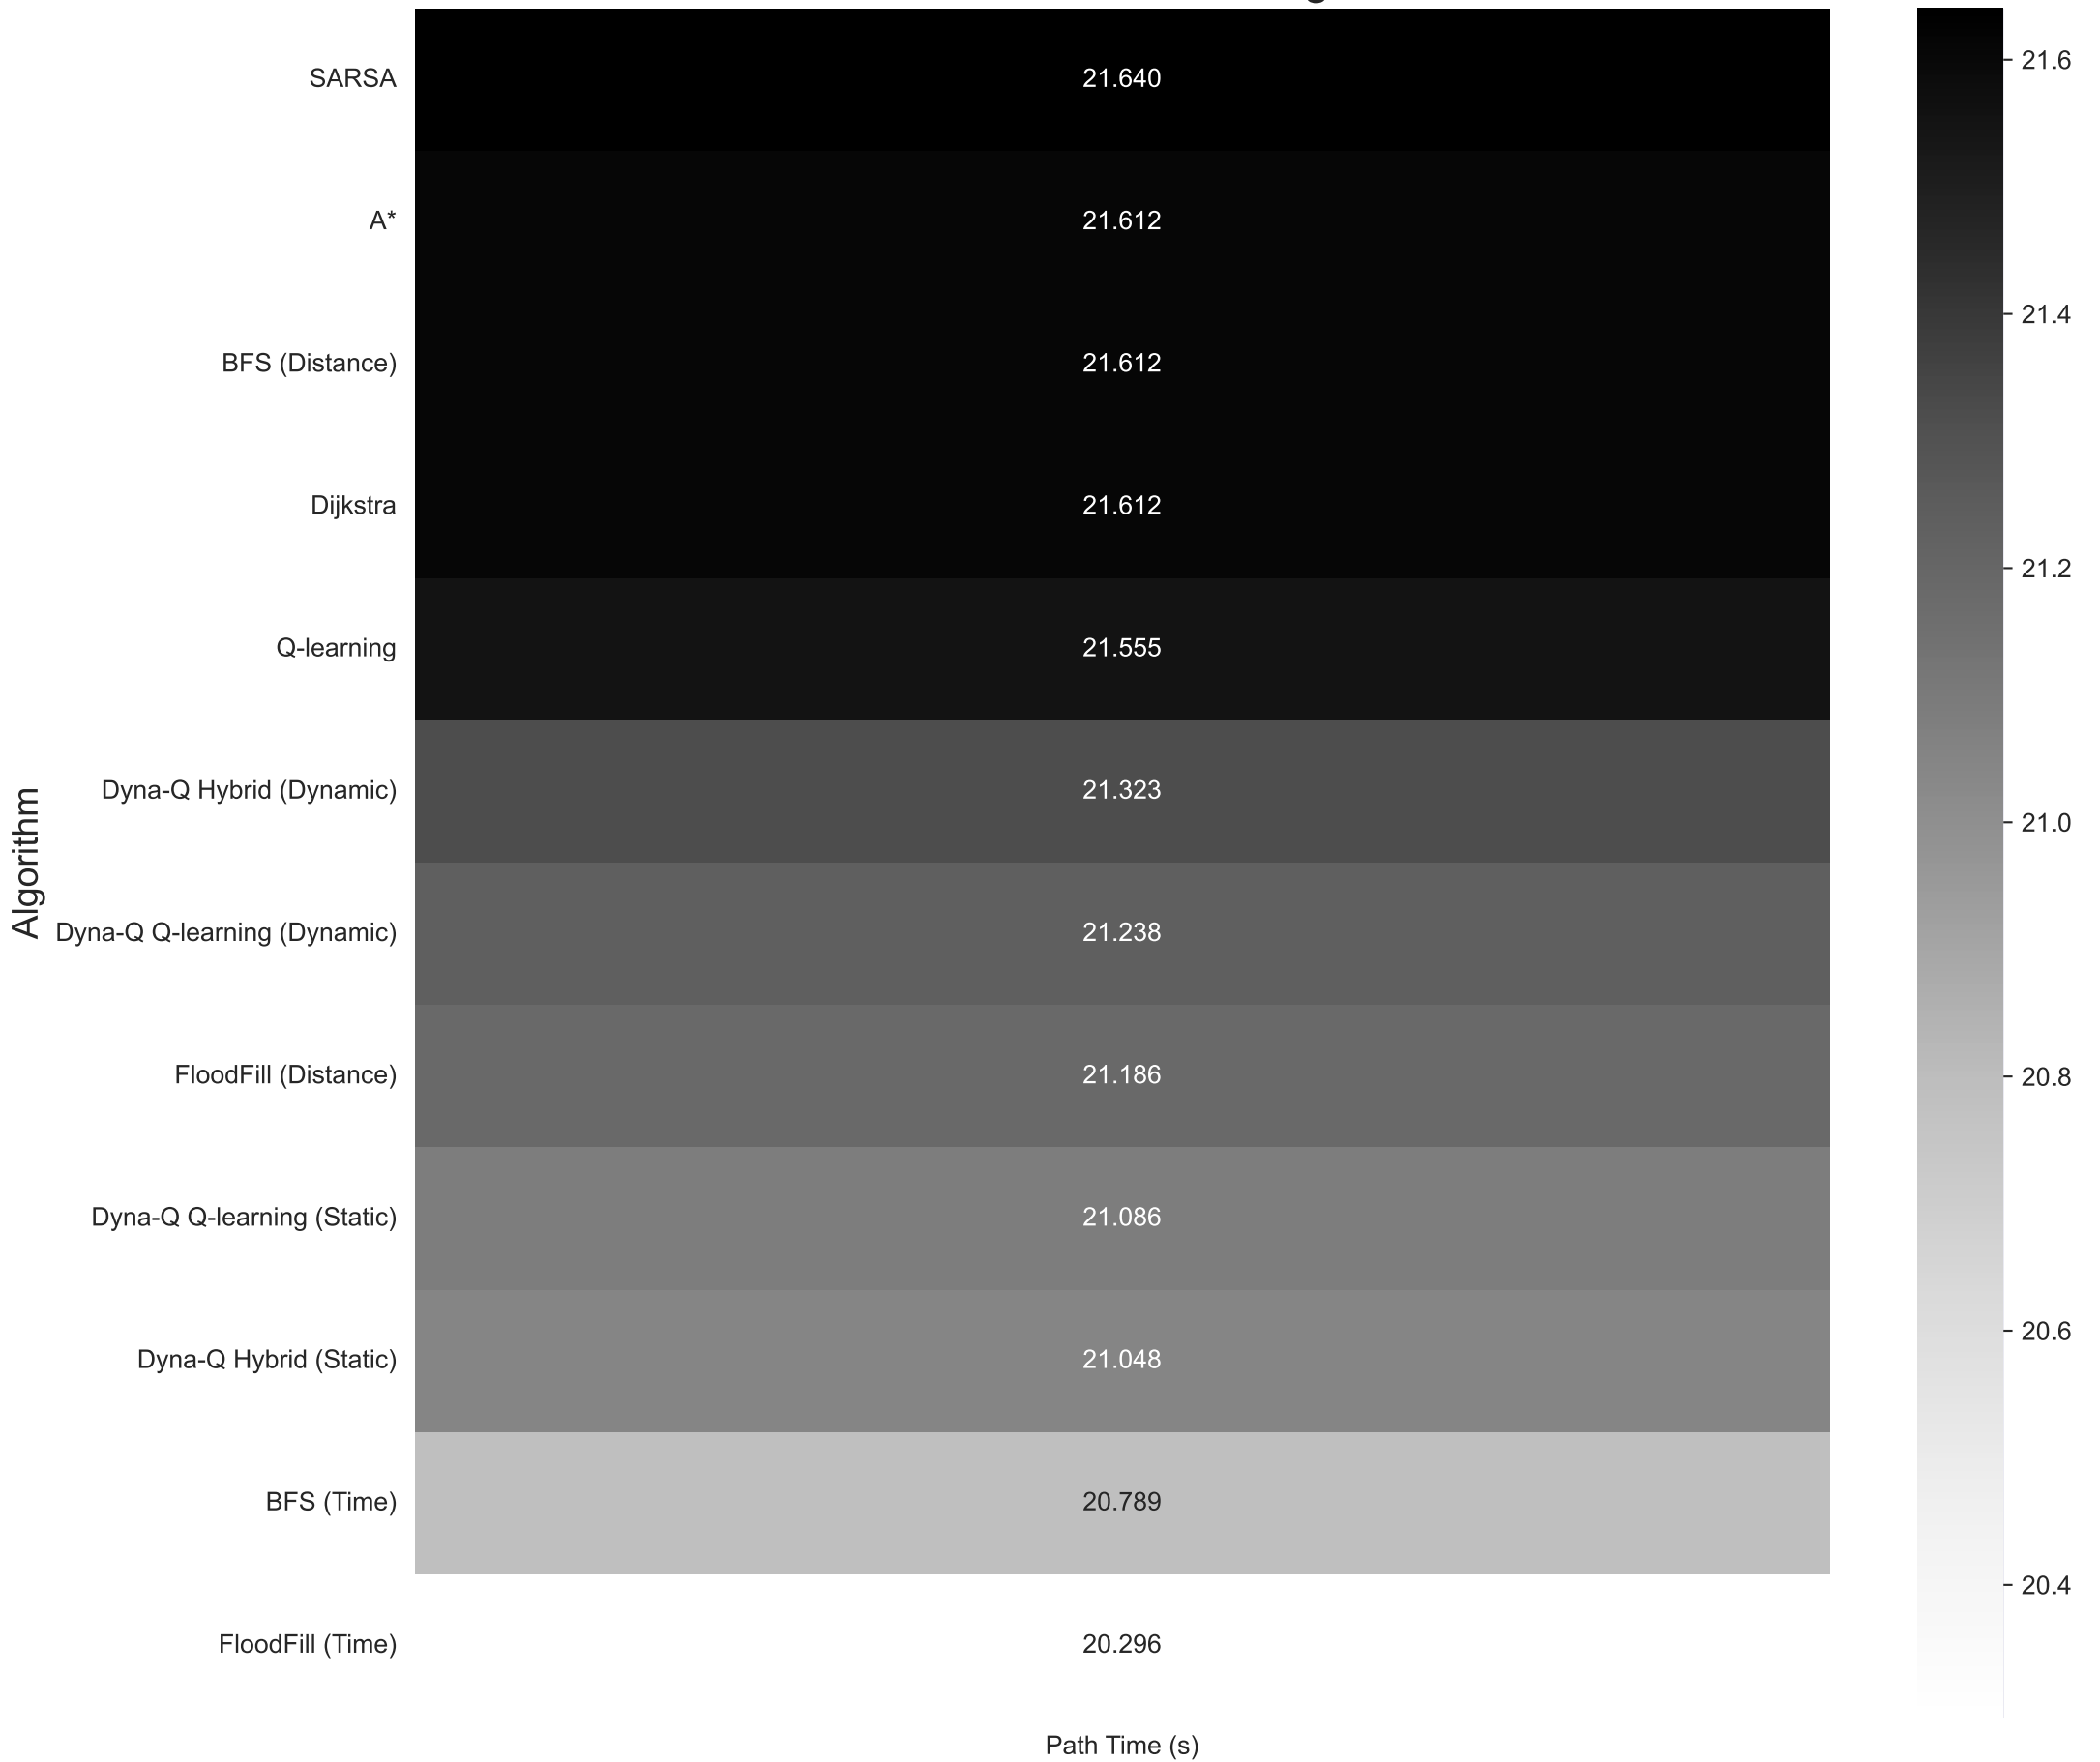 SARSA 21.640
A* 21.612
BFS (Distance) 21.612
Dijkstra 21.612
Q-learning 21.555
Dyna-Q Hybrid (Dynamic) 21.323
Dyna-Q Q-learning (Dynamic) 21.238
FloodFill (Distance) 21.186
Dyna-Q Q-learning (Static) 21.086
Dyna-Q Hybrid (Static) 21.048
BFS (Time) 20.789
FloodFill (Time) 20.296
Algorithm
Path Time (s)
21.6
21.4
21.2
21.0
20.8
20.6
20.4